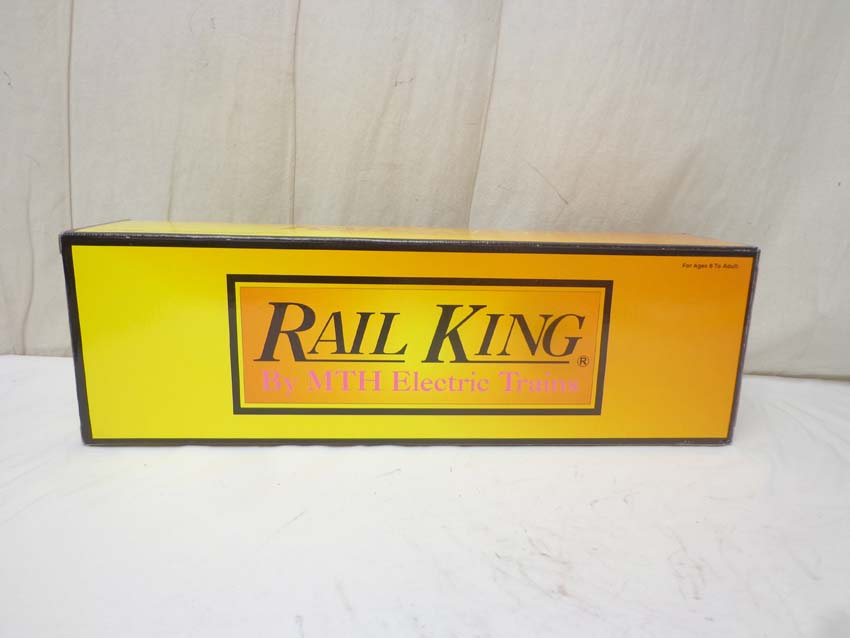 For Ages 8 To Adult
RAIL KING®
By MTH Electric Trains